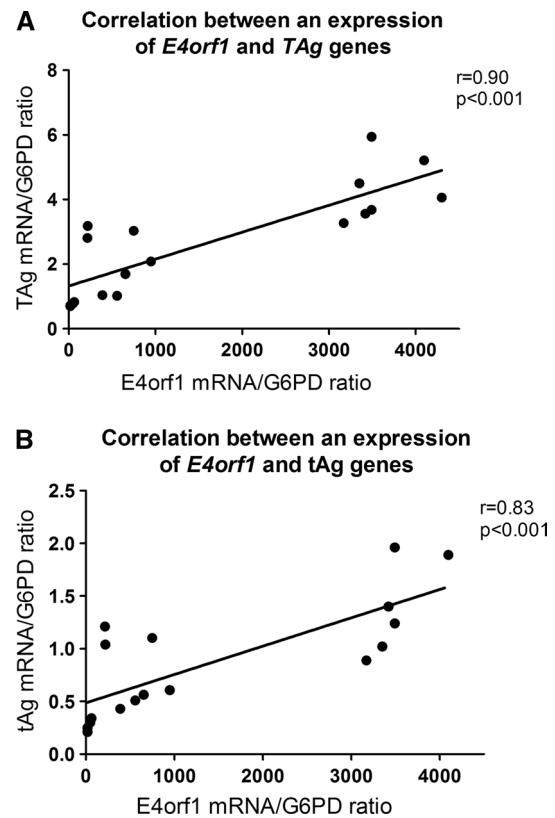 A
Correlation between an expression
of E4orf1 and TAg genes
r=0.90
p<0.001
8
6
4
2
0
TAg mRNA/G6PD ratio
0 1000 2000 3000 4000
E4orf1 mRNA/G6PD ratio
B
Correlation between an expression
of E4orf1 and tAg genes
r=0.83
p<0.001
2.5
2.0
1.5
1.0
0.5
0.0
tAg mRNA/G6PD ratio
0 1000 2000 3000 4000
E4orf1 mRNA/G6PD ratio